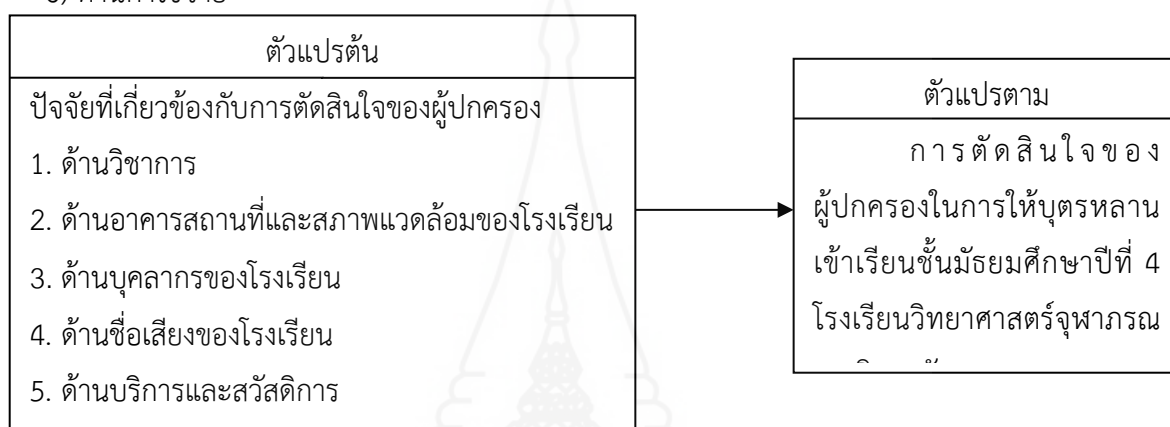 ตัวแปรต้น
ปัจจัยที่เกี่ยวข้องกับการตัดสินใจของผู้ปกครอง
1. ด้านวิชาการ
2. ด้านอาคารสถานที่และสภาพแวดล้อมของโรงเรียน
3. ด้านบุคลากรของโรงเรียน
4. ด้านชื่อเสียงของโรงเรียน
5. ด้านบริการและสวัสดิการ
ตัวแปรตาม
การตัดสินใจของ
ผู้ปกครองในการให้บุตรหลาน
เข้าเรียนชั้นมัธยมศึกษาปีที่ 4
โรงเรียนวิทยาศาสตร์จุฬาภรณ